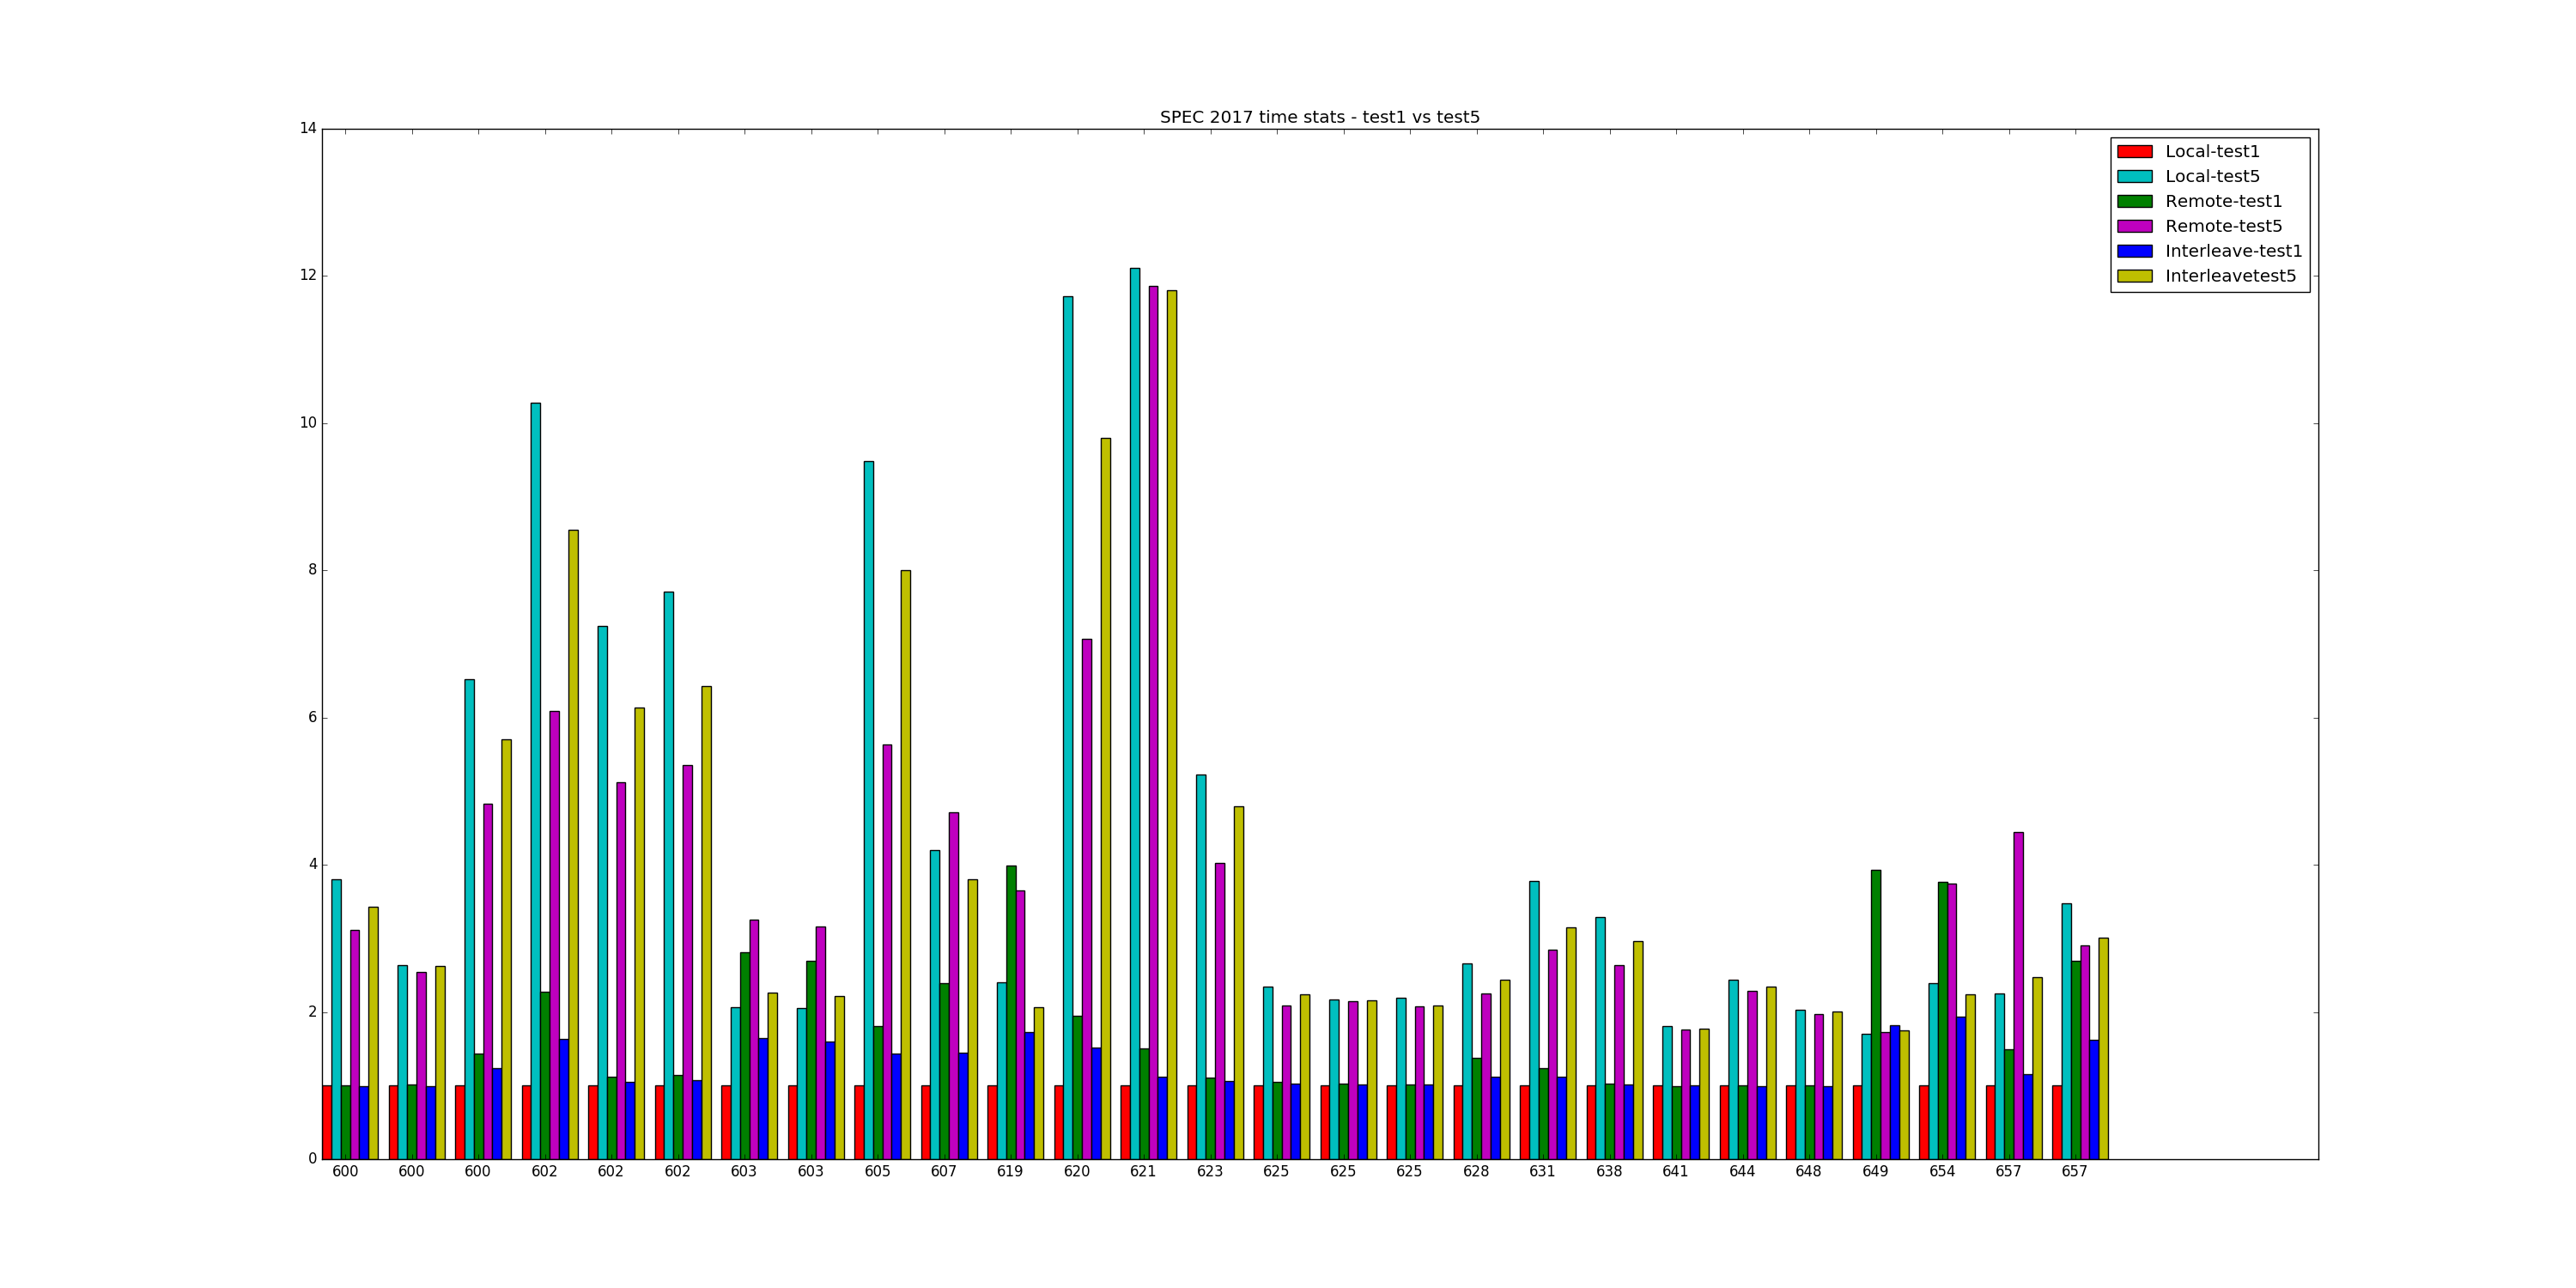 SPEC 2017 time stats - test1 vs test5
14
12
10
8
6
4
2
0
Local-test1
Local-test5
Remote-test1
Remote-test5
Interleave-test1
Interleavetest5
600 600 600 602 602 602 603 603 605 607 619 620 621 623 625 625 625 628 631 638 641 644 648 649 654 657 657